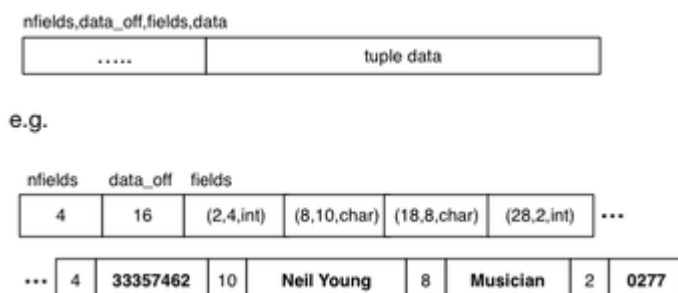 nfields,data_off,fields,data
..... tuple data
e.g.
nfields data_off fields
4 16 (2,4,int) (8,10,char) (18,8,char) (28,2,int) •••
••• 4 33357462 10 Neil Young 8 Musician 2 0277